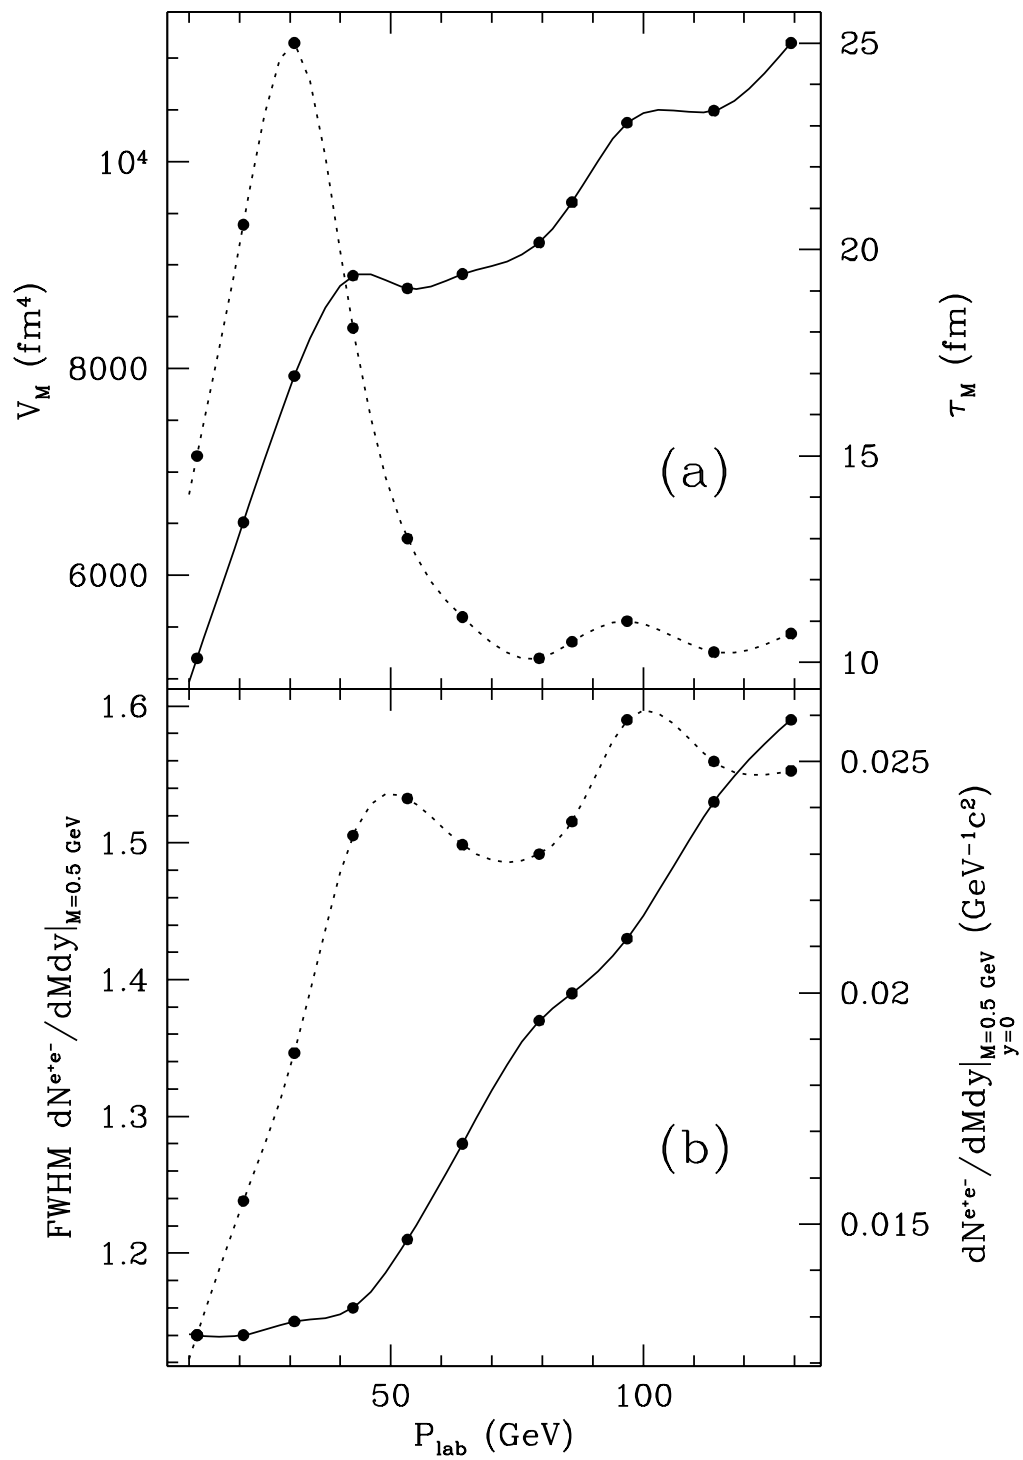 25
10⁴
20
V_M (fm⁴)
τ_M (fm)
8000
(a)
15
6000
10
1.6
0.025
1.5
FWHM dN^{e⁺e⁻}/dMdy|_{M=0.5 GeV}
dN^{e⁺e⁻}/dMdy|_{M=0.5 GeV y=0} (GeV⁻¹c²)
1.4
0.02
1.3
(b)
0.015
1.2
50
100
P_lab (GeV)